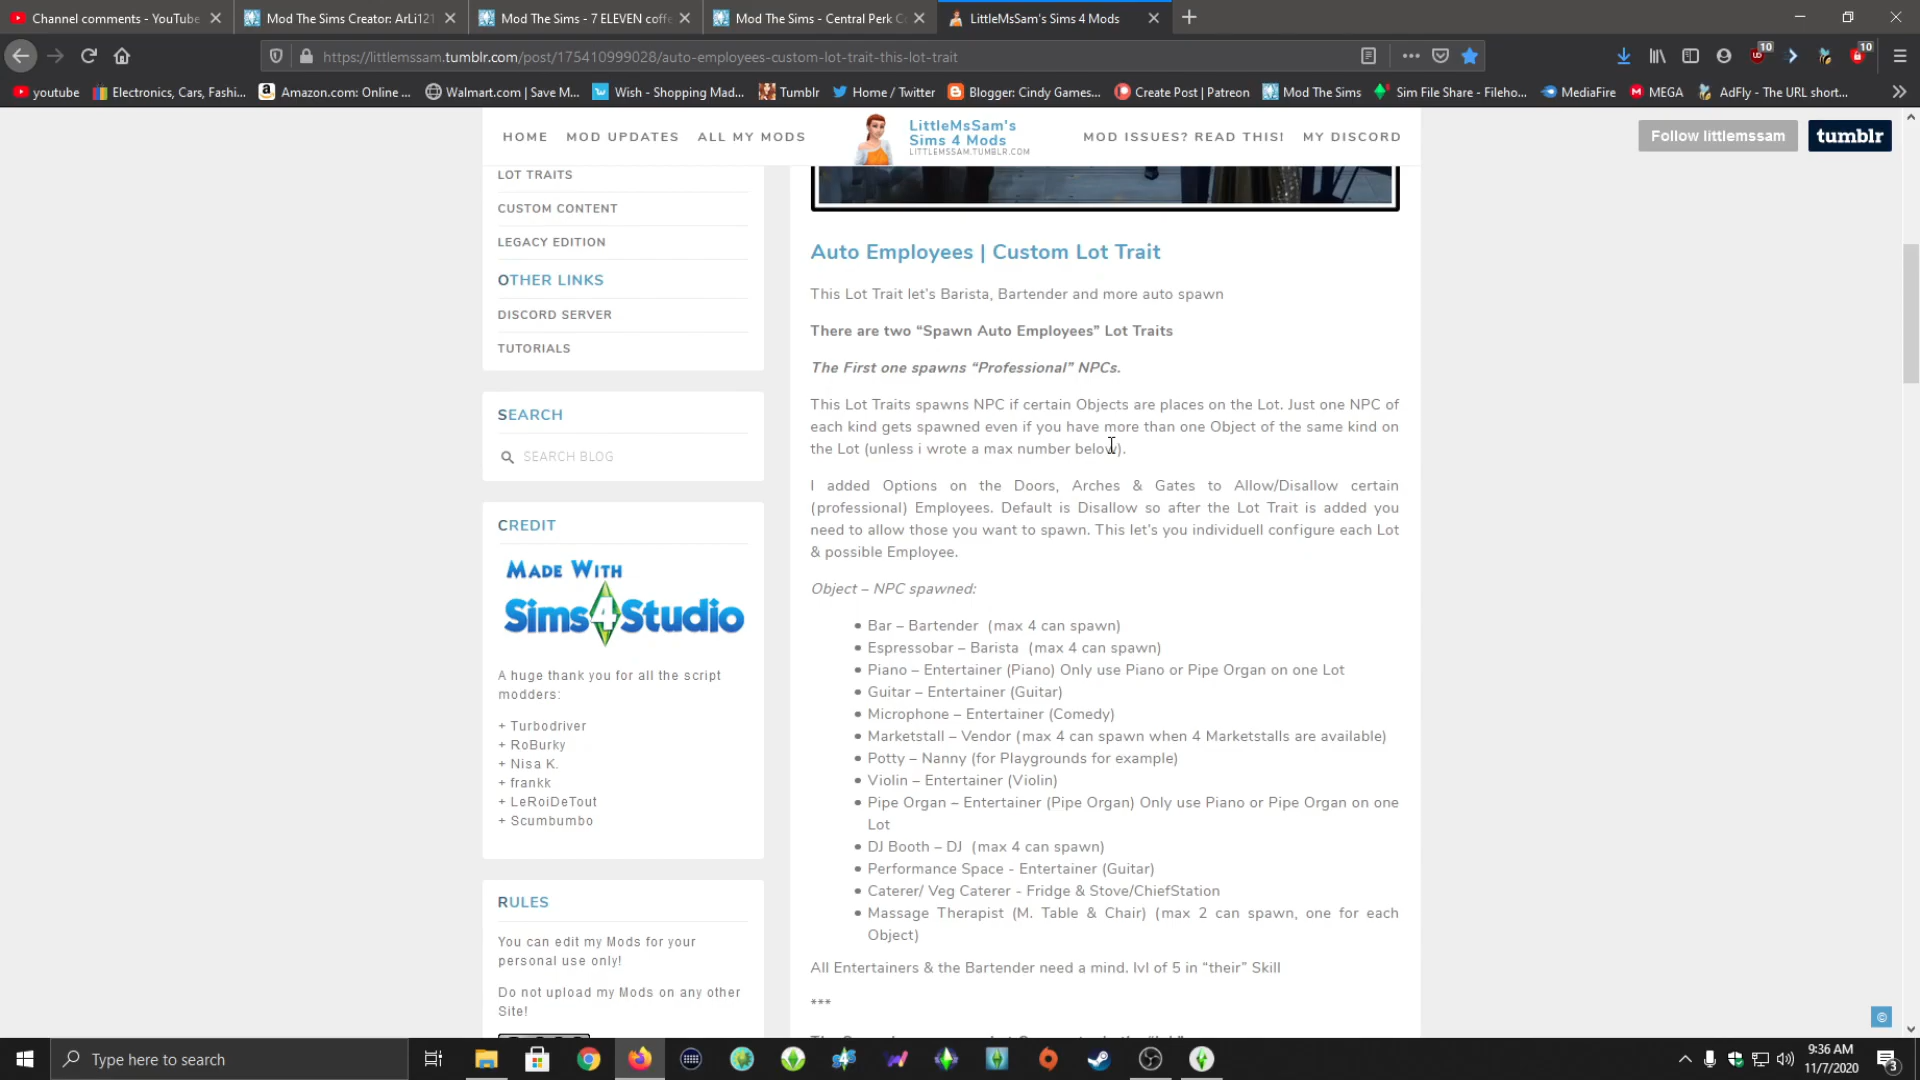 Channel comments - YouTube
Mod The Sims Creator: ArLi121
Mod The Sims - 7 ELEVEN coffe
Mod The Sims - Central Perk Co
LittleMsSam's Sims 4 Mods
https://littlemssam.tumblr.com/post/175410999028/auto-employees-custom-lot-trait-this-lot-trait
10
10
youtube
Electronics, Cars, Fashi...
Amazon.com: Online ...
Walmart.com | Save M...
Wish - Shopping Mad...
Tumblr
Home / Twitter
Blogger: Cindy Games...
Create Post | Patreon
Mod The Sims
Sim File Share - Fileho...
MediaFire
MEGA
AdFly - The URL short...
HOME
MOD UPDATES
ALL MY MODS
LittleMsSam's
Sims 4 Mods
LITTLEMSSAM.TUMBLR.COM
MOD ISSUES? READ THIS!
MY DISCORD
Follow littlemssam
tumblr
LOT TRAITS
CUSTOM CONTENT
LEGACY EDITION
OTHER LINKS
DISCORD SERVER
TUTORIALS
SEARCH
SEARCH BLOG
CREDIT
MADE WITH
Sims4Studio
A huge thank you for all the script
modders:
+ Turbodriver
+ RoBurky
+ Nisa K.
+ frankk
+ LeRoiDeTout
+ Scumbumbo
RULES
You can edit my Mods for your
personal use only!
Do not upload my Mods on any other
Site!
Auto Employees | Custom Lot Trait
This Lot Trait let's Barista, Bartender and more auto spawn
There are two “Spawn Auto Employees” Lot Traits
The First one spawns “Professional” NPCs.
This Lot Traits spawns NPC if certain Objects are places on the Lot. Just one NPC of
each kind gets spawned even if you have more than one Object of the same kind on
the Lot (unless i wrote a max number below).
I added Options on the Doors, Arches & Gates to Allow/Disallow certain
(professional) Employees. Default is Disallow so after the Lot Trait is added you
need to allow those you want to spawn. This let's you individuell configure each Lot
& possible Employee.
Object – NPC spawned:
• Bar – Bartender (max 4 can spawn)
• Espressobar – Barista (max 4 can spawn)
• Piano – Entertainer (Piano) Only use Piano or Pipe Organ on one Lot
• Guitar – Entertainer (Guitar)
• Microphone – Entertainer (Comedy)
• Marketstall – Vendor (max 4 can spawn when 4 Marketstalls are available)
• Potty – Nanny (for Playgrounds for example)
• Violin – Entertainer (Violin)
• Pipe Organ – Entertainer (Pipe Organ) Only use Piano or Pipe Organ on one
Lot
• DJ Booth – DJ (max 4 can spawn)
• Performance Space - Entertainer (Guitar)
• Caterer/ Veg Caterer - Fridge & Stove/ChiefStation
• Massage Therapist (M. Table & Chair) (max 2 can spawn, one for each
Object)
All Entertainers & the Bartender need a mind. lvl of 5 in “their” Skill
***
Type here to search
9:36 AM
11/7/2020
3